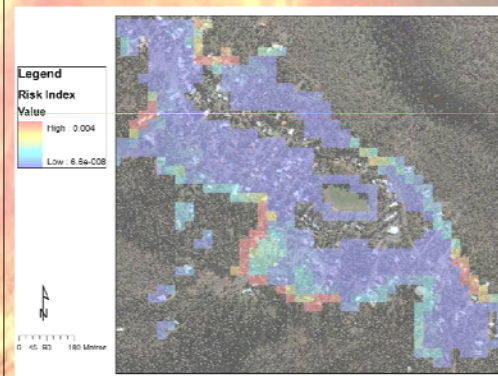 Legend
Risk Index
Value
High : 0.004
Low : 6.6e-008
N
0 45 90 180 Metres